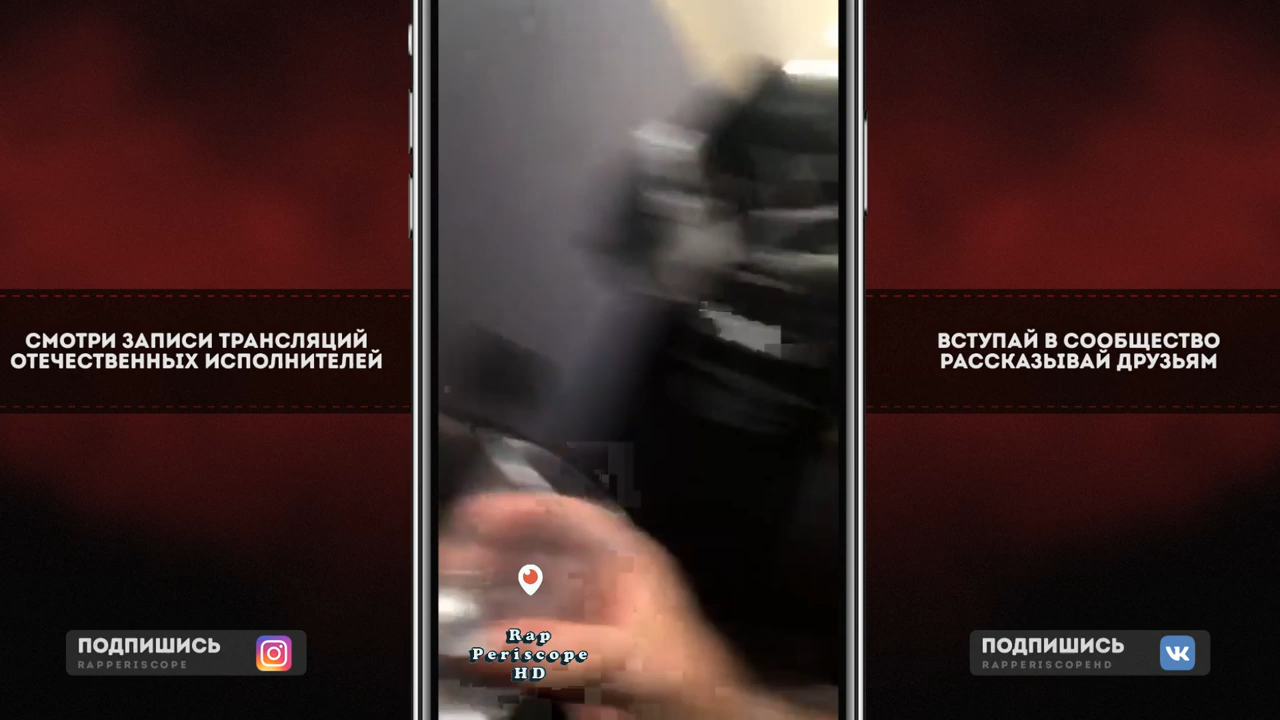 СМОТРИ ЗАПИСИ ТРАНСЛЯЦИЙ
ОТЕЧЕСТВЕННЫХ ИСПОЛНИТЕЛЕЙ
ВСТУПАЙ В СООБЩЕСТВО
РАССКАЗЫВАЙ ДРУЗЬЯМ
ПОДПИШИСЬ
RAPPERISCOPE
Rap
Periscope
HD
ПОДПИШИСЬ
RAPPERISCOPEHD